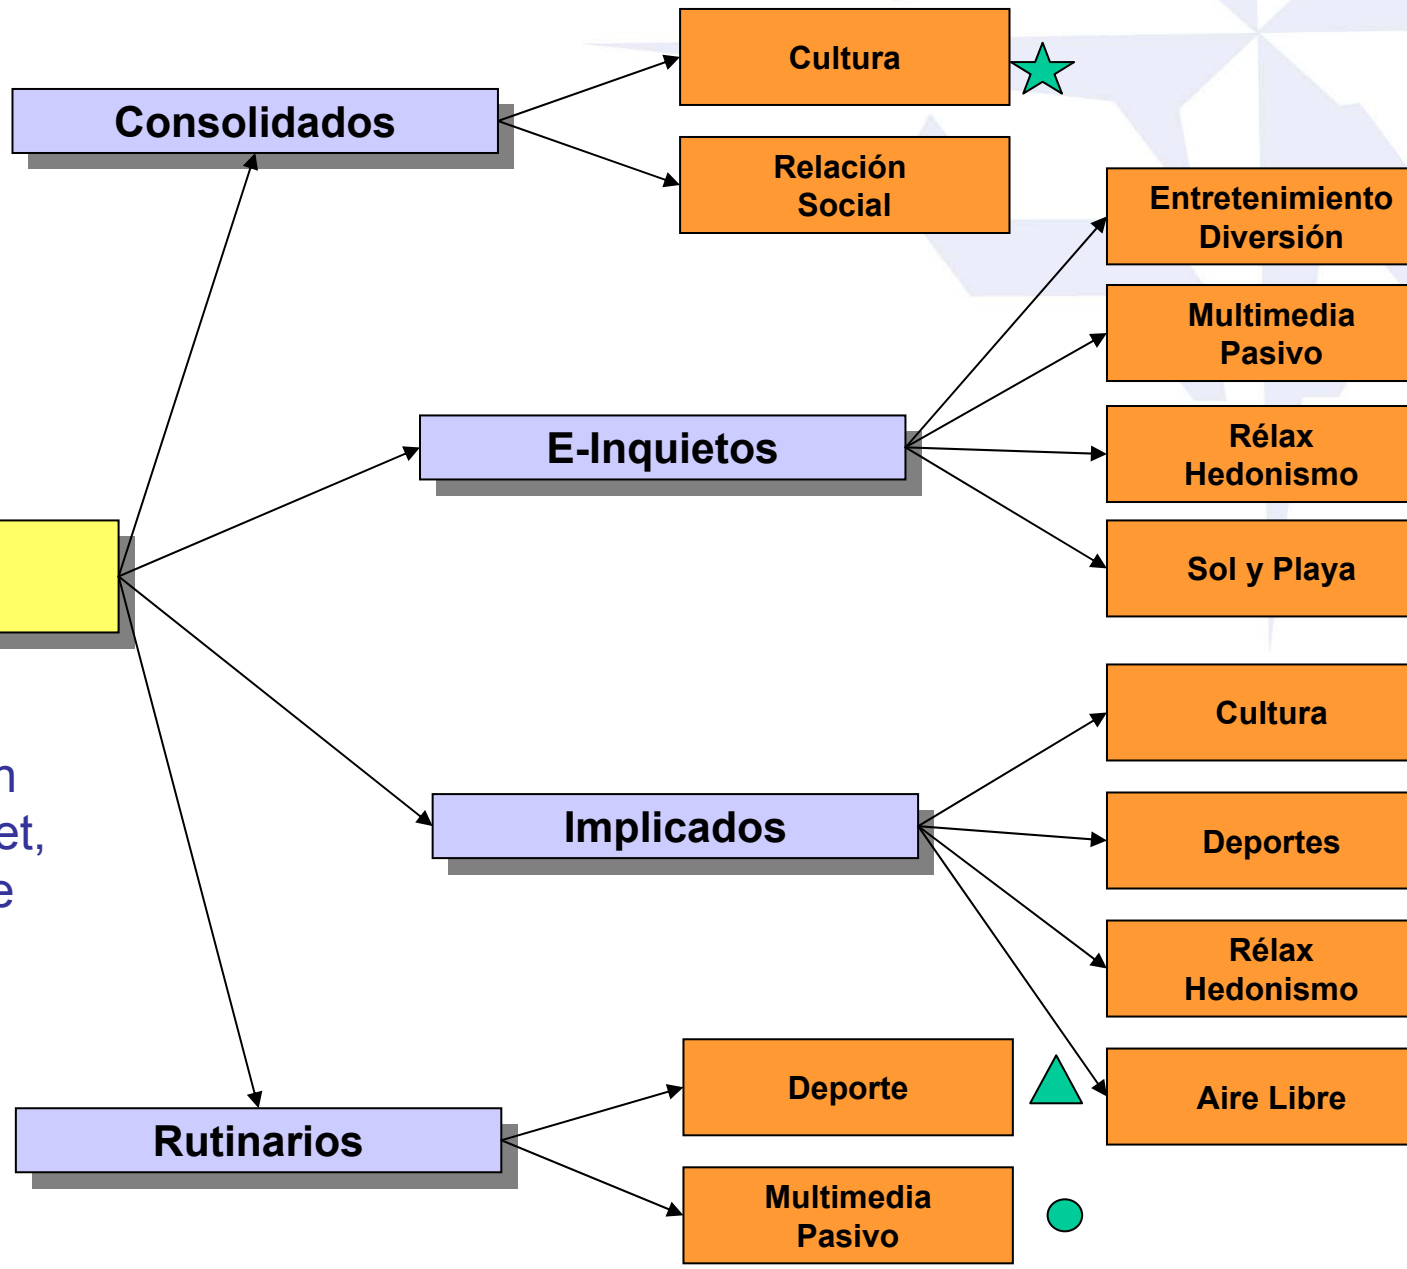 Consolidados
Cultura
Relación
Social
E-Inquietos
Entretenimiento
Diversión
Multimedia
Pasivo
Rélax
Hedonismo
Sol y Playa
Implicados
Cultura
Deportes
Rélax
Hedonismo
Aire Libre
Rutinarios
Deporte
Multimedia
Pasivo